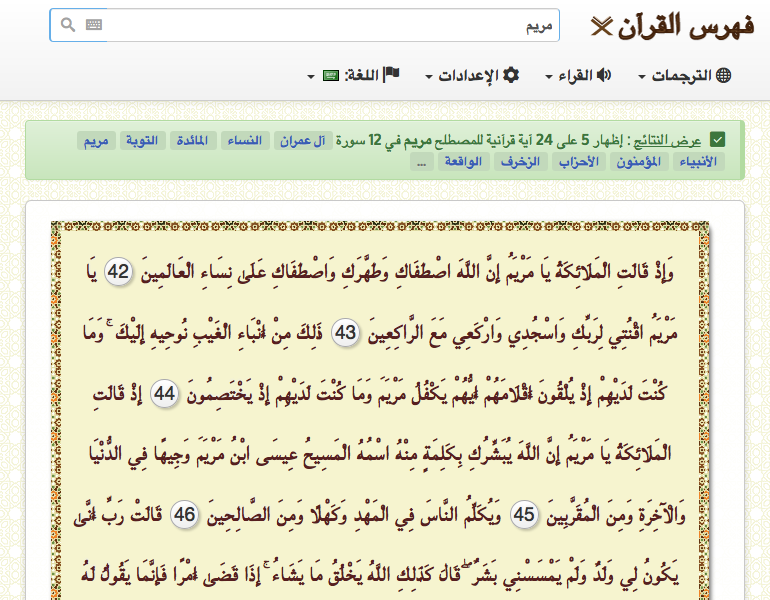 فهرس القرآن
مريم
الترجمات القراء الإعدادات اللغة:
عرض النتائج : إظهار 5 على 24 آية قرآنية للمصطلح مريم في 12 سورة آل عمران النساء المائدة التوبة مريم
الأنبياء المؤمنون الأحزاب الزخرف الواقعة ...
وَإِذْ قَالَتِ الْمَلَائِكَةُ يَا مَرْيَمُ إِنَّ اللَّهَ اصْطَفَاكِ وَطَهَّرَكِ وَاصْطَفَاكِ عَلَىٰ نِسَاءِ الْعَالَمِينَ 42 يَا
مَرْيَمُ اقْنُتِي لِرَبِّكِ وَاسْجُدِي وَارْكَعِي مَعَ الرَّاكِعِينَ 43 ذَٰلِكَ مِنْ أَنْبَاءِ الْغَيْبِ نُوحِيهِ إِلَيْكَ ۚ وَمَا
كُنْتَ لَدَيْهِمْ إِذْ يُلْقُونَ أَقْلَامَهُمْ أَيُّهُمْ يَكْفُلُ مَرْيَمَ وَمَا كُنْتَ لَدَيْهِمْ إِذْ يَخْتَصِمُونَ 44 إِذْ قَالَتِ
الْمَلَائِكَةُ يَا مَرْيَمُ إِنَّ اللَّهَ يُبَشِّرُكِ بِكَلِمَةٍ مِنْهُ اسْمُهُ الْمَسِيحُ عِيسَى ابْنُ مَرْيَمَ وَجِيهًا فِي الدُّنْيَا
وَالْآخِرَةِ وَمِنَ الْمُقَرَّبِينَ 45 وَيُكَلِّمُ النَّاسَ فِي الْمَهْدِ وَكَهْلًا وَمِنَ الصَّالِحِينَ 46 قَالَتْ رَبِّ أَنَّىٰ
يَكُونُ لِي وَلَدٌ وَلَمْ يَمْسَسْنِي بَشَرٌ ۖ قَالَ كَذَٰلِكِ اللَّهُ يَخْلُقُ مَا يَشَاءُ ۚ إِذَا قَضَىٰ أَمْرًا فَإِنَّمَا يَقُولُ لَهُ